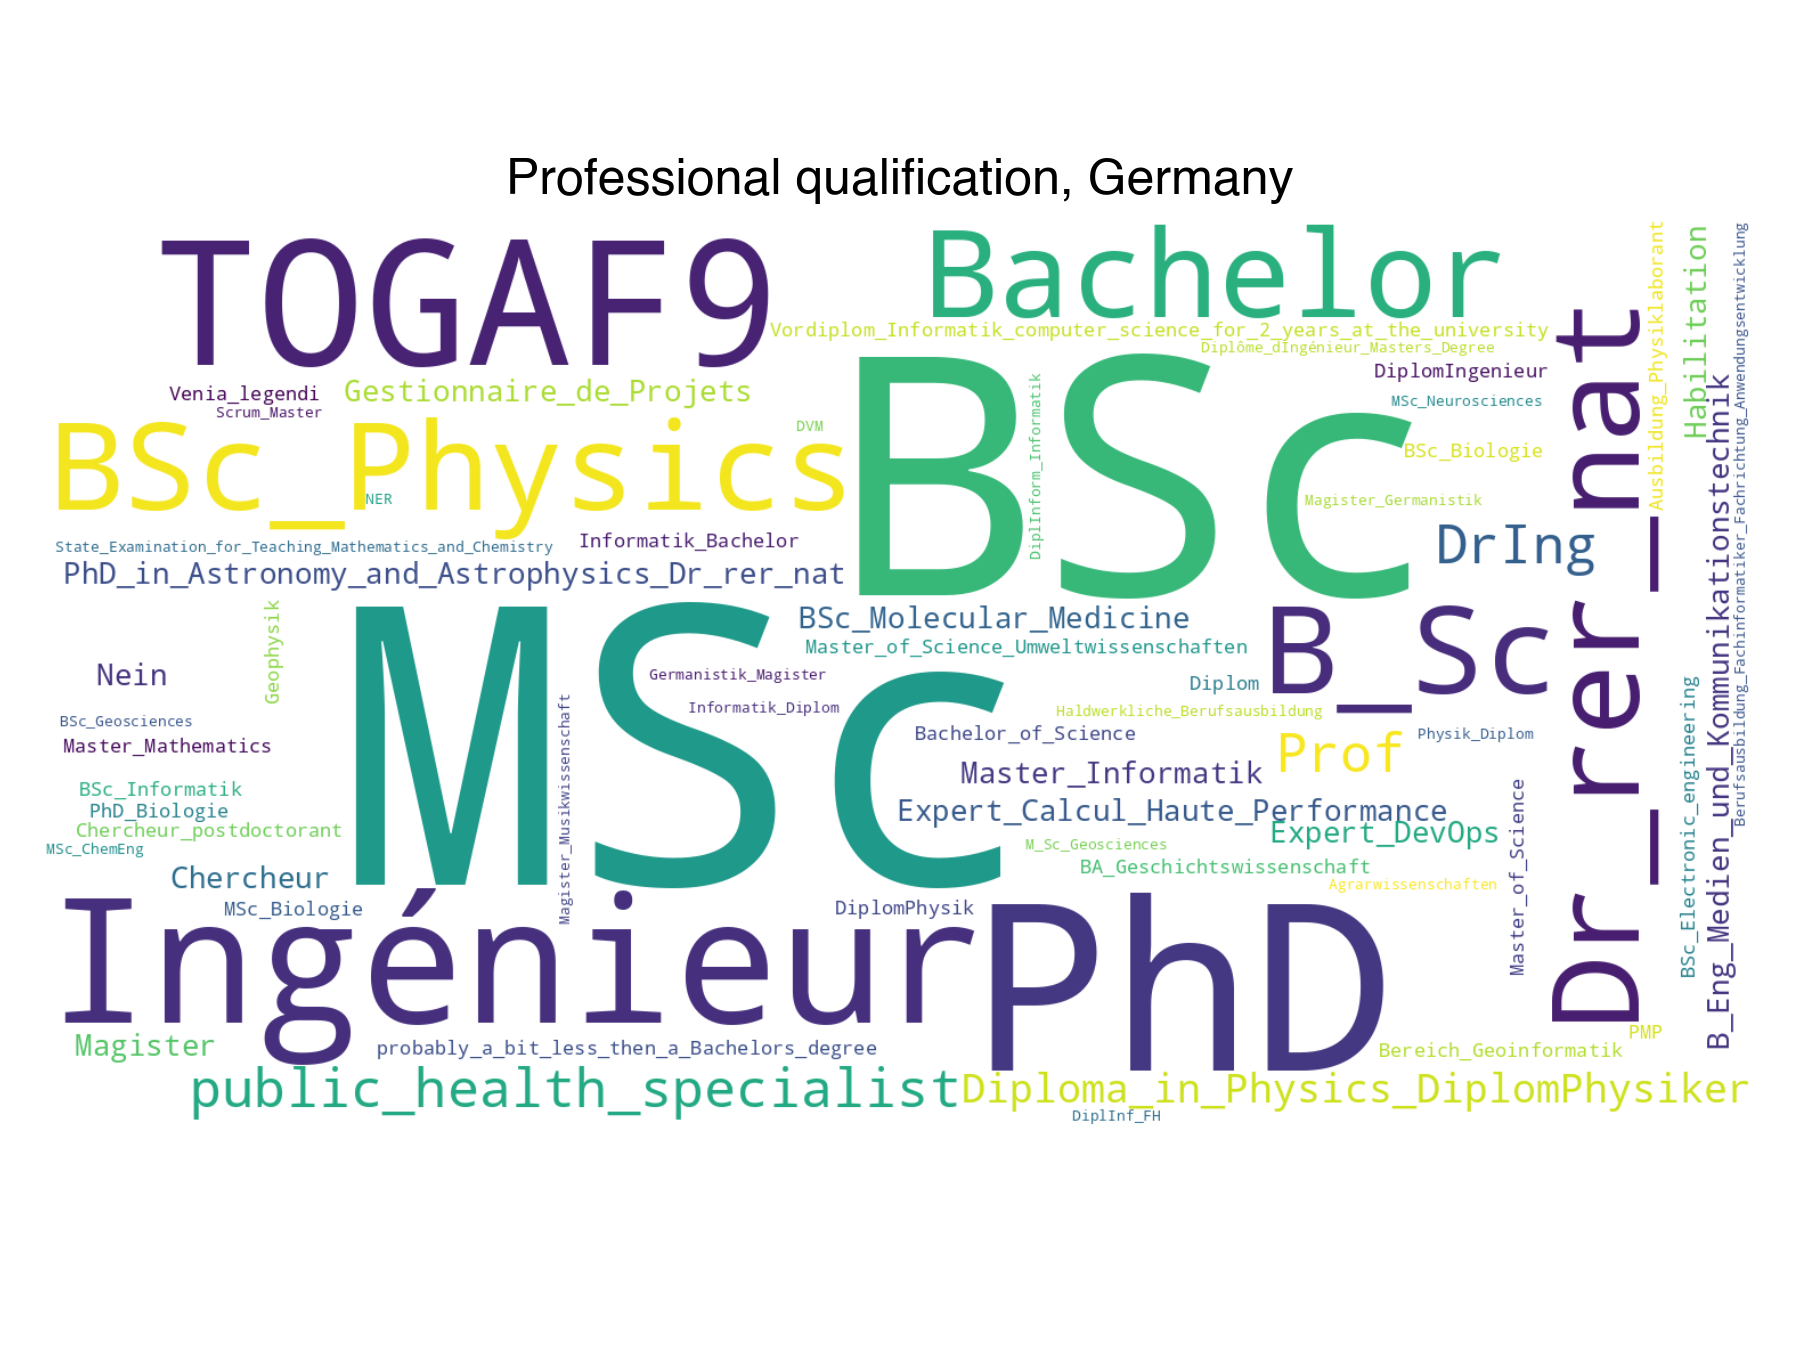 Professional qualification, Germany
TOGAF9
Bachelor
Vordiplom_Informatik_computer_science_for_2_years_at_the_university
Diplôme_dIngénieur_Masters_Degree
Venia_legendi
Gestionnaire_de_Projets
Scrum_Master
DiplomIngenieur
MSc_Neurosciences
BSc_Physics
DVM
NER
BSc
DiplInform_Informatik
BSc_Biologie
Magister_Germanistik
DrIng
Dr_rer_nat
Ausbildung_Physiklaborant
Habilitation
B_Eng_Medien_und_Kommunikationstechnik
Berufsausbildung_Fachinformatiker_Fachrichtung_Anwendungsentwicklung
State_Examination_for_Teaching_Mathematics_and_Chemistry
Informatik_Bachelor
PhD_in_Astronomy_and_Astrophysics_Dr_rer_nat
Geophysik
Nein
BSc_Geosciences
Master_Mathematics
BSc_Informatik
PhD_Biologie
Chercheur_postdoctorant
MSc_ChemEng
Chercheur
MSc_Biologie
MSc
Germanistik_Magister
Informatik_Diplom
Magister_Musikwissenschaft
BSc_Molecular_Medicine
Master_of_Science_Umweltwissenschaften
B_Sc
Diplom
Haldwerkliche_Berufsausbildung
Bachelor_of_Science
Prof
Physik_Diplom
Master_Informatik
Expert_Calcul_Haute_Performance
Expert_DevOps
M_Sc_Geosciences
BA_Geschichtswissenschaft
Agrarwissenschaften
Master_of_Science
BSc_Electronic_engineering
Ingénieur
DiplomPhysik
PhD
PMP
Magister
probably_a_bit_less_then_a_Bachelors_degree
Bereich_Geoinformatik
public_health_specialist
Diploma_in_Physics_DiplomPhysiker
DiplInf_FH